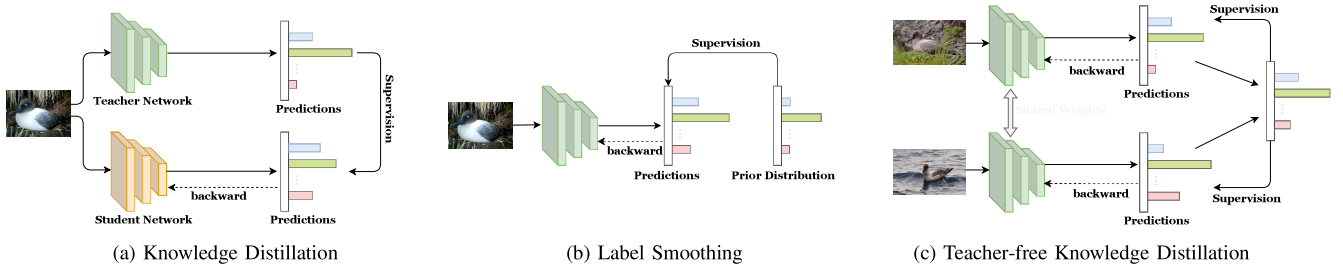 Teacher Network
Predictions
Supervision
backward
Student Network
Predictions
(a) Knowledge Distillation
Supervision
backward
Predictions
Prior Distribution
(b) Label Smoothing
Supervision
backward
Predictions
Shared Weights
backward
Predictions
Supervision
(c) Teacher-free Knowledge Distillation